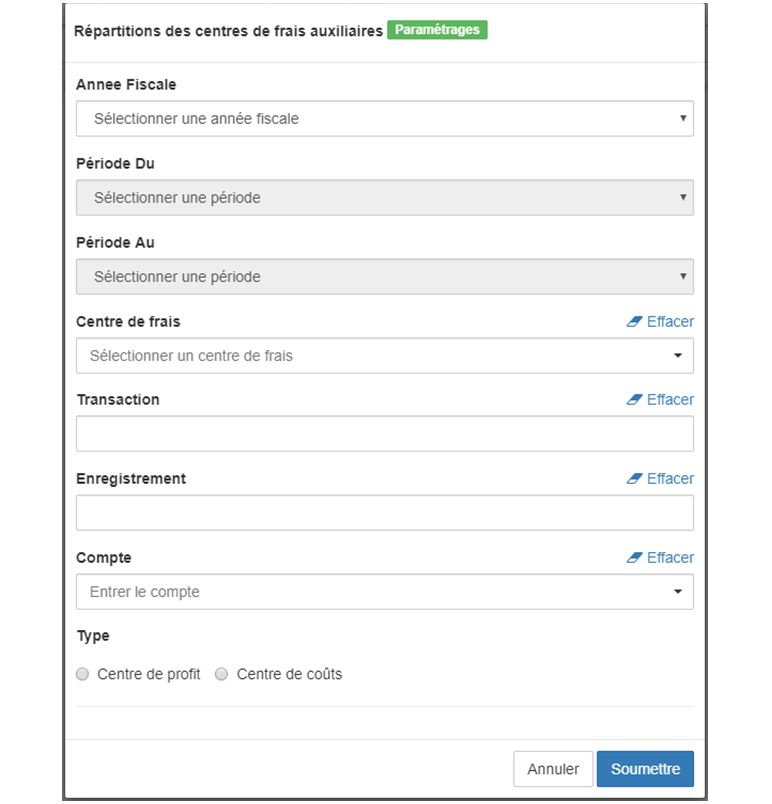 Répartitions des centres de frais auxiliaires Paramétrages
Annee Fiscale
Sélectionner une année fiscale
Période Du
Sélectionner une période
Période Au
Sélectionner une période
Centre de frais Effacer
Sélectionner un centre de frais
Transaction Effacer
Enregistrement Effacer
Compte Effacer
Entrer le compte
Type
Centre de profit Centre de coûts
Annuler Soumettre